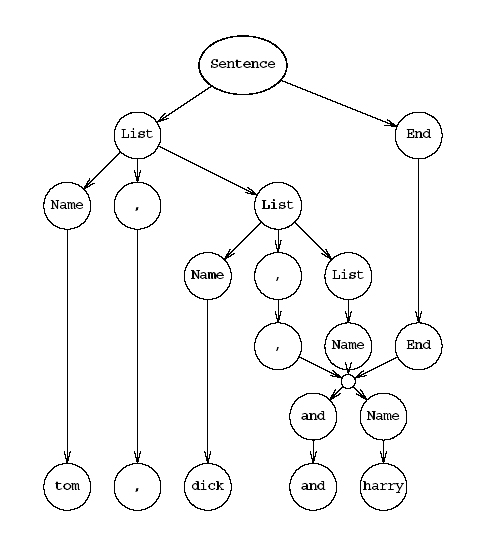 Sentence
List End
Name , List
Name , List
, Name End
and Name
tom , dick and harry